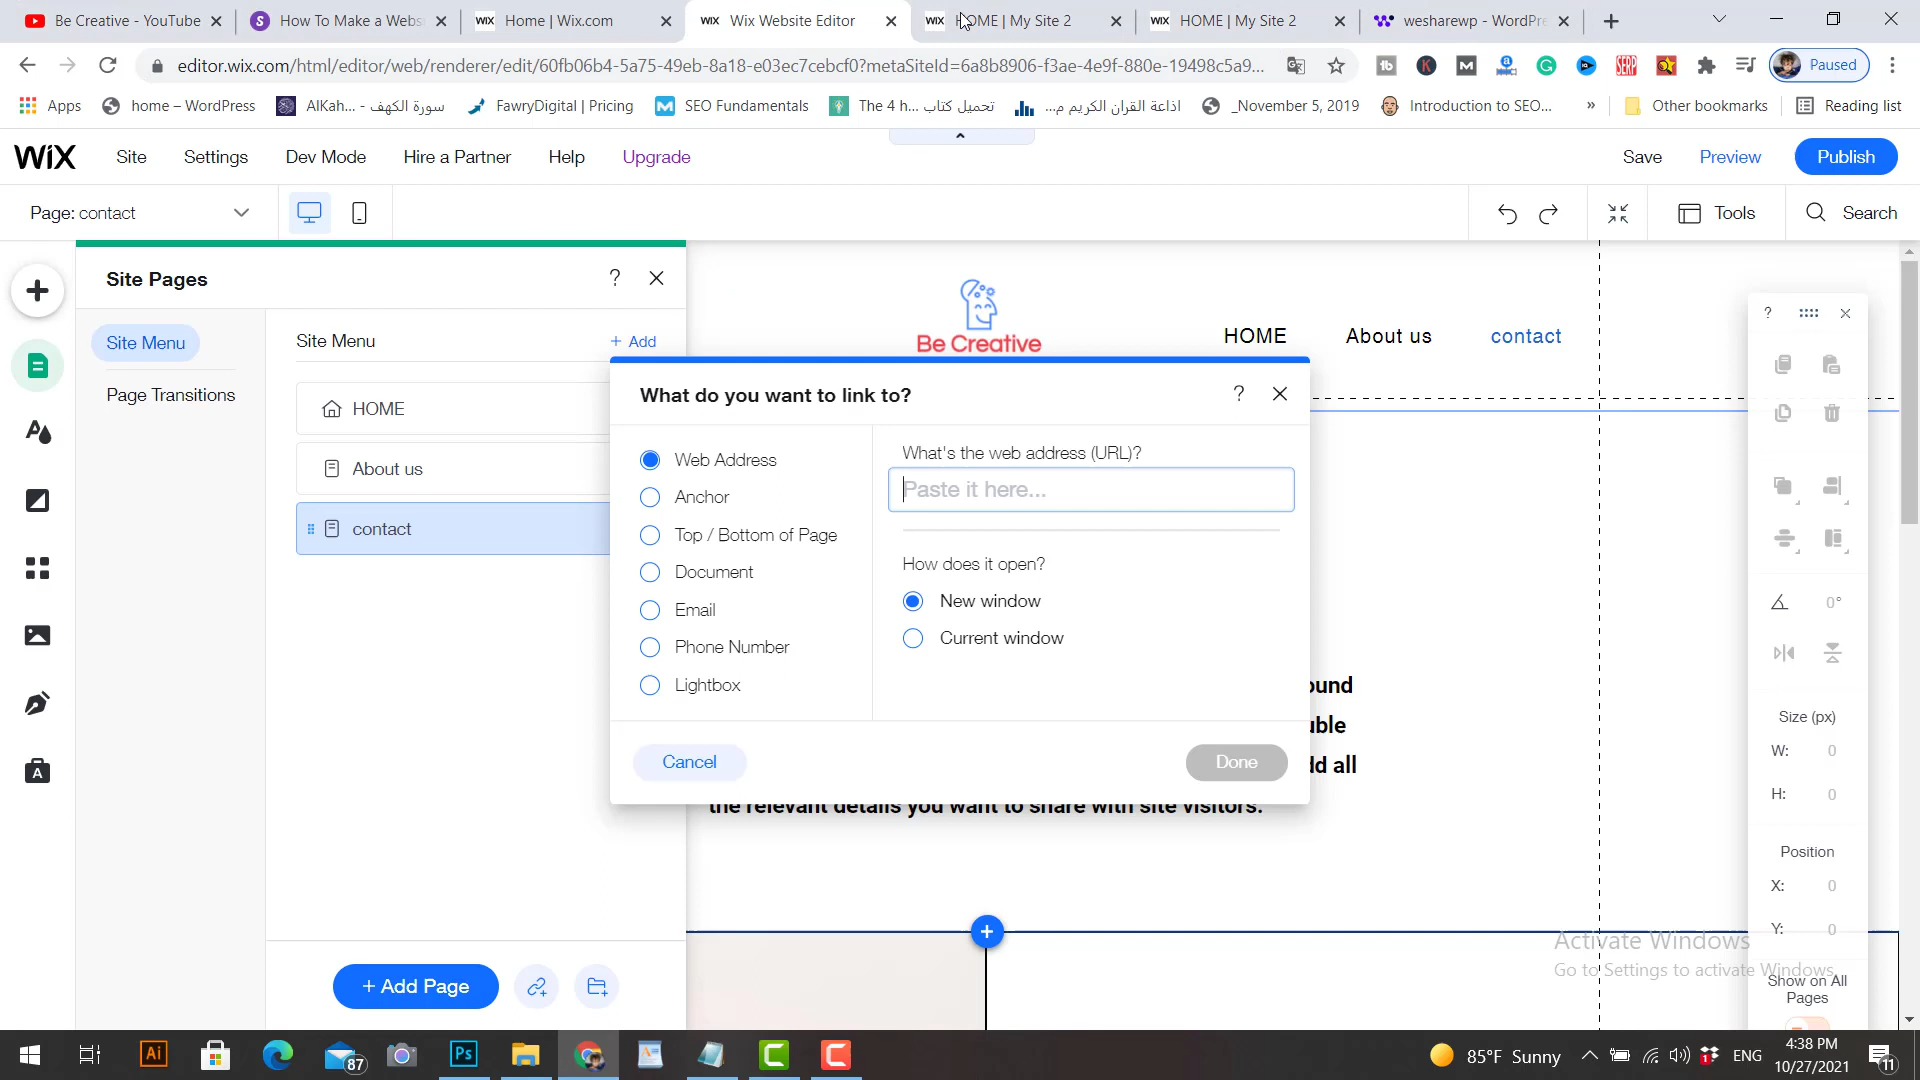 Be Creative - YouTube
How To Make a Webs
Home | Wix.com
Wix Website Editor
HOME | My Site 2
HOME | My Site 2
wesharewp - WordPre
editor.wix.com/html/editor/web/renderer/edit/60fb06b4-5a75-49eb-8a18-e03ec7cebcf0?metaSiteId=6a8b8906-f3ae-4e9f-880e-19498c5a9...
Paused
Apps
home – WordPress
AlKah... - سورة الكهف
FawryDigital | Pricing
SEO Fundamentals
The 4 h... تحميل كتاب
اذاعة القران الكريم م...
_November 5, 2019
Introduction to SEO...
»
Other bookmarks
Reading list
WIX
Site
Settings
Dev Mode
Hire a Partner
Help
Upgrade
Save
Preview
Publish
Page: contact
Tools
Search
Site Pages
?
Site Menu
Page Transitions
Site Menu
+ Add
HOME
About us
contact
+ Add Page
Be Creative
HOME
About us
contact
What do you want to link to?
?
Web Address
Anchor
Top / Bottom of Page
Document
Email
Phone Number
Lightbox
What's the web address (URL)?
Paste it here...
How does it open?
New window
Current window
Cancel
Done
ound
uble
dd all
the relevant details you want to share with site visitors.
?
0°
Size (px)
W: 0
H: 0
Position
X: 0
Y: 0
Show on All
Pages
Activate Windows
Go to Settings to activate Windows.
Ai
87
Ps
85°F Sunny
ENG
4:38 PM
10/27/2021
11